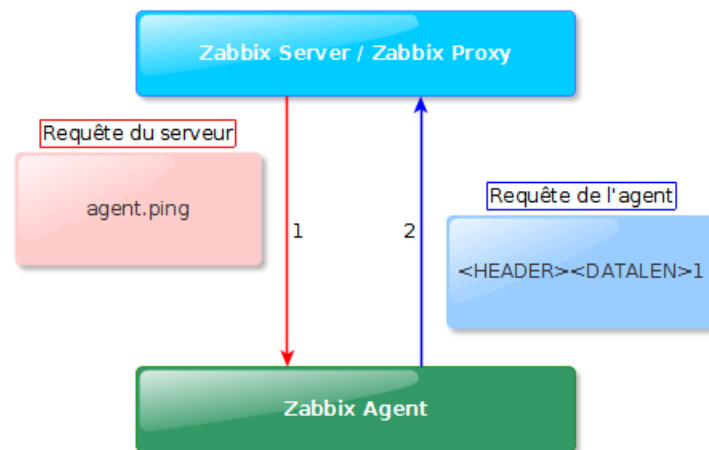 Zabbix Server / Zabbix Proxy
Requête du serveur
agent.ping
1
2
Requête de l'agent
<HEADER><DATALEN>1
Zabbix Agent